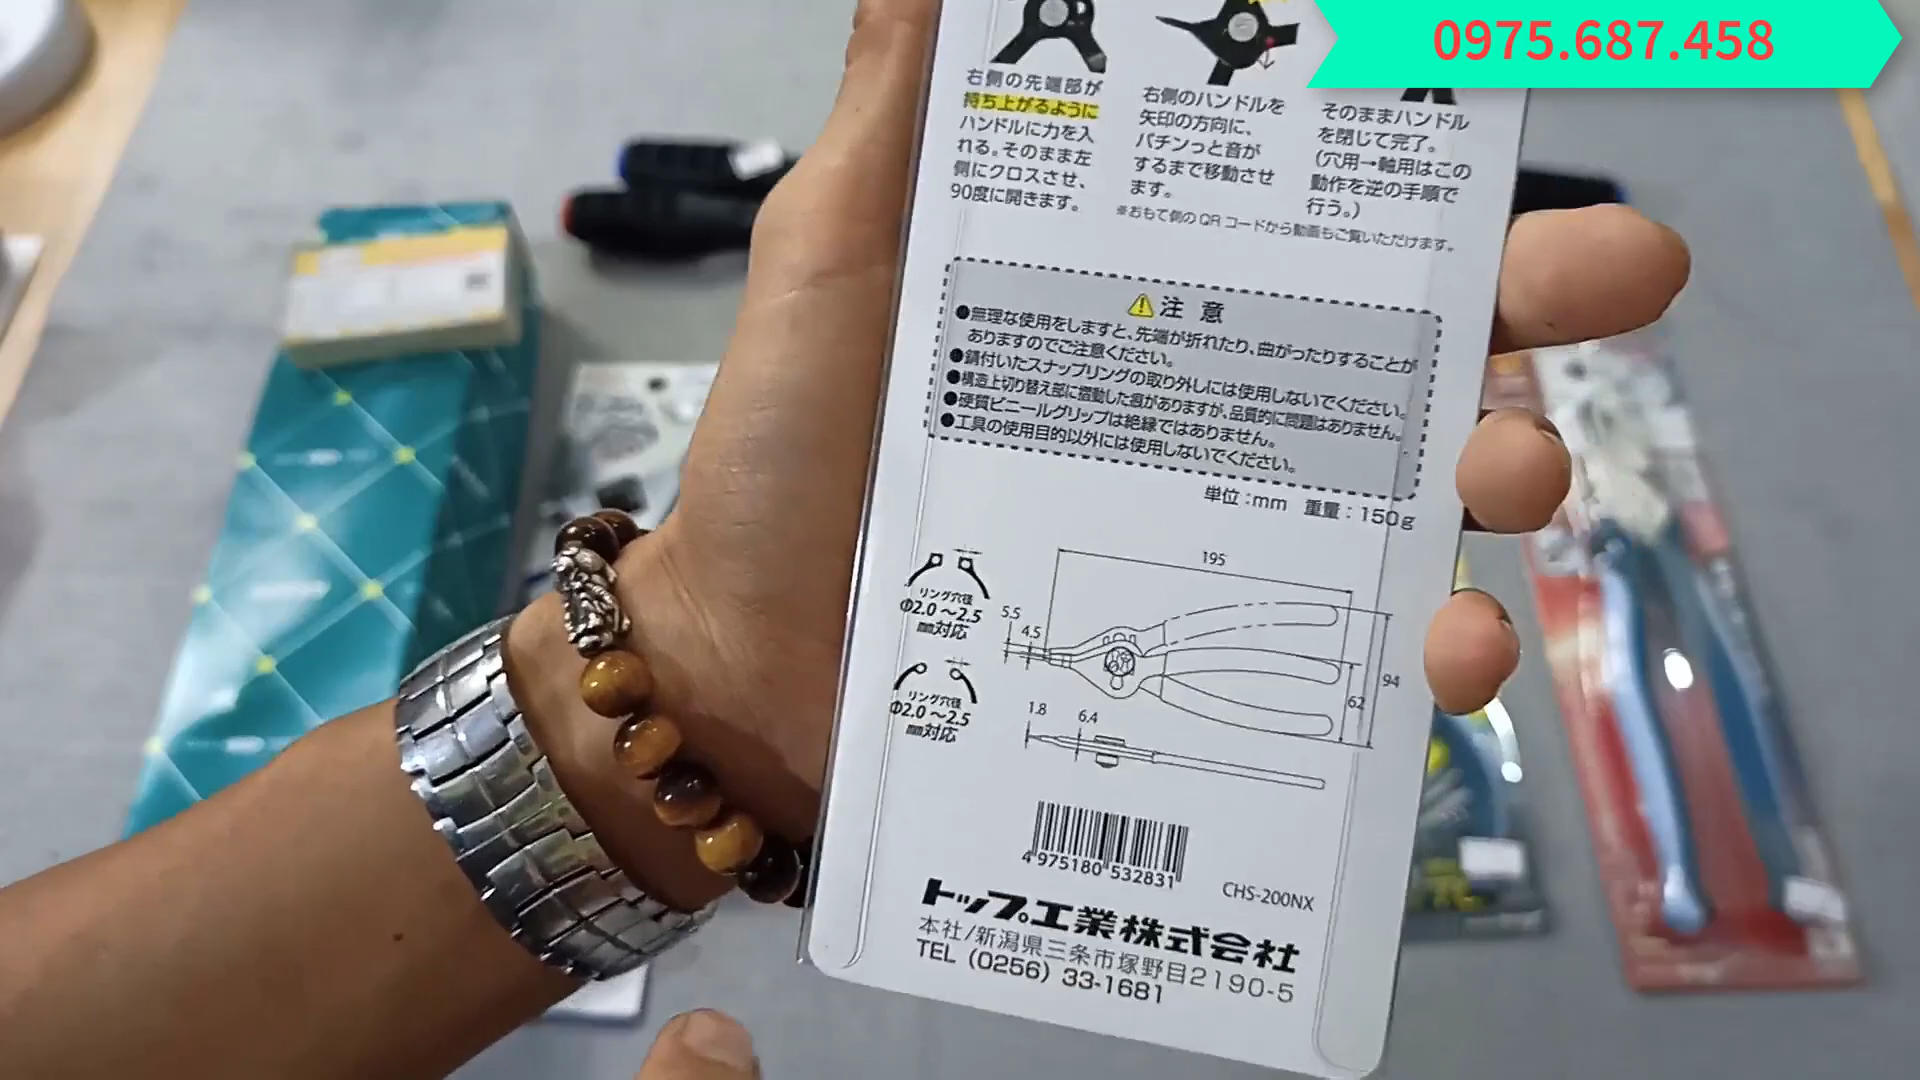 0975.687.458
右側の先端部が
持ち上がるように
ハンドルに力を入
れる。そのまま左
側にクロスさせ、
90度に開きます。
右側のハンドルを
矢印の方向に、
パチンっと音が
するまで移動させ
ます。
そのままハンドル
を閉じて完了。
(穴用→軸用はこの
動作を逆の手順で
行う。)
※おもて側のQRコードから動画もご覧いただけます。
注意
●無理な使用をしますと、先端が折れたり、曲がったりすることが
ありますのでご注意ください。
●錆付いたスナップリングの取り外しには使用しないでください。
●構造上切り替え部に摺動した痕がありますが、品質的に問題はありません。
●硬質ビニールグリップは絶縁ではありません。
●工具の使用目的以外には使用しないでください。
単位:mm 重量:150g
195
リング穴径
Φ2.0～2.5
mm対応
5.5
4.5
94
62
リング穴径
Φ2.0～2.5
mm対応
1.8
6.4
4 975180 532831
CHS-200NX
トップ工業株式会社
本社/新潟県三条市塚野目2190-5
TEL (0256) 33-1681